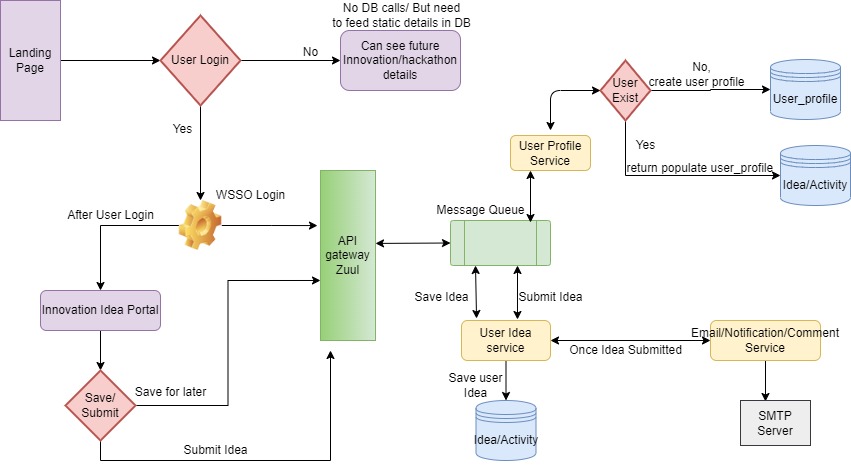 No DB calls/ But need
to feed static details in DB
Landing
Page
User Login
No
Can see future
Innovation/hackathon
details
User
Exist
No,
create user profile
User_profile
Yes
User Profile
Service
Yes
return populate user_profile
Idea/Activity
WSSO Login
After User Login
Message Queue
API
gateway
Zuul
Innovation Idea Portal
Save Idea
Submit Idea
User Idea
service
Once Idea Submitted
Email/Notification/Comment
Service
Save/
Submit
Save for later
Save user
Idea
Idea/Activity
SMTP
Server
Submit Idea